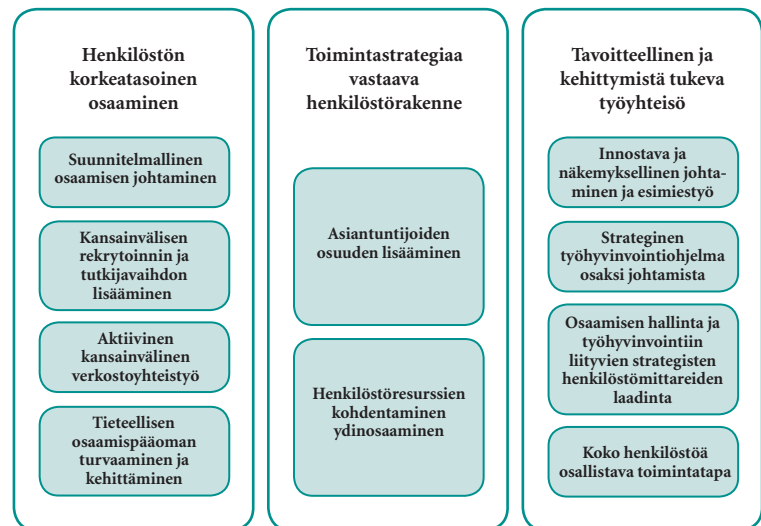 Henkilöstön
korkeatasoinen
osaaminen
Suunnitelmallinen
osaamisen johtaminen
Kansainvälisen
rekrytoinnin ja
tutkijavaihdon
lisääminen
Aktiivinen
kansainvälinen
verkostoyhteistyö
Tieteellisen
osaamispääoman
turvaaminen ja
kehittäminen
Toimintastrategiaa
vastaava
henkilöstörakenne
Asiantuntijoiden
osuuden lisääminen
Henkilöstöresurssien
kohdentaminen
ydinosaaminen
Tavoitteellinen ja
kehittymistä tukeva
työyhteisö
Innostava ja
näkemyksellinen johta-
minen ja esimiestyö
Strateginen
työhyvinvointiohjelma
osaksi johtamista
Osaamisen hallinta ja
työhyvinvointiin
liityvien strategisten
henkilöstömittareiden
laadinta
Koko henkilöstöä
osallistava toimintatapa